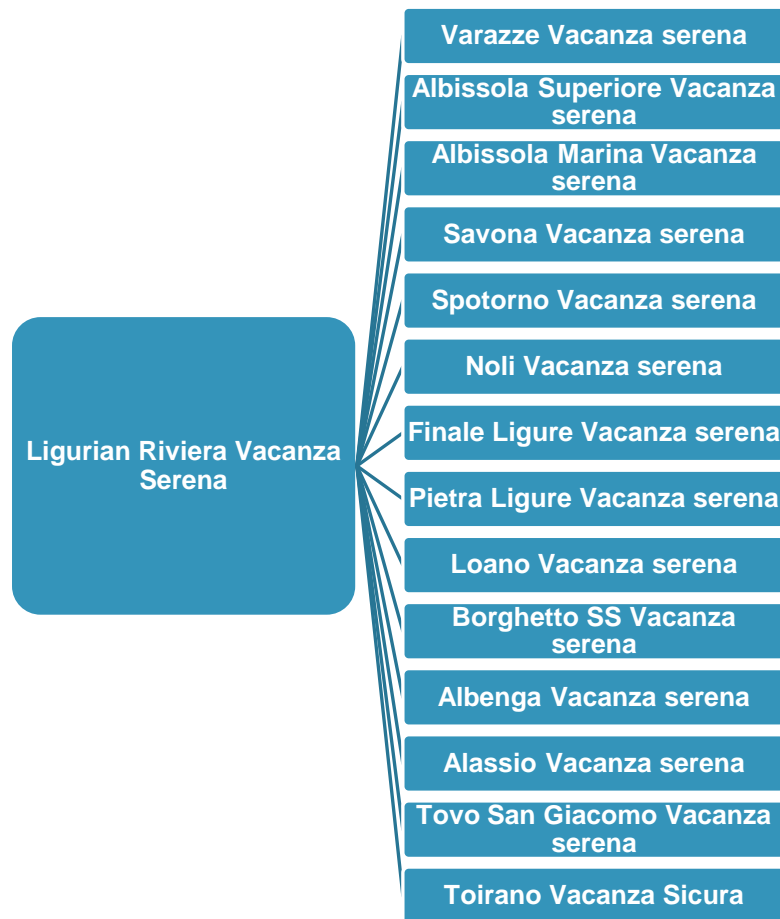 Ligurian Riviera Vacanza
Serena
Varazze Vacanza serena
Albissola Superiore Vacanza
serena
Albissola Marina Vacanza
serena
Savona Vacanza serena
Spotorno Vacanza serena
Noli Vacanza serena
Finale Ligure Vacanza serena
Pietra Ligure Vacanza serena
Loano Vacanza serena
Borghetto SS Vacanza
serena
Albenga Vacanza serena
Alassio Vacanza serena
Tovo San Giacomo Vacanza
serena
Toirano Vacanza Sicura